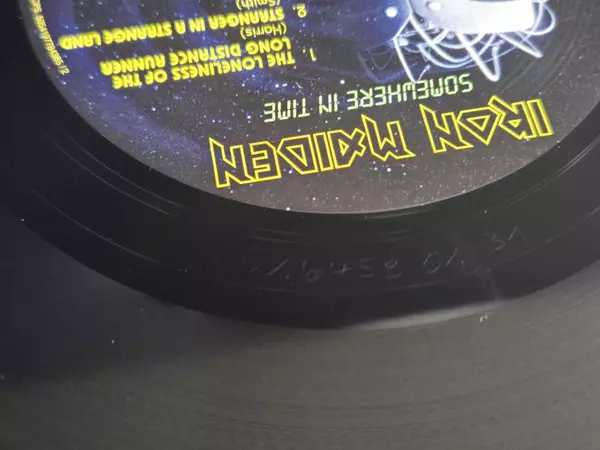 IRON MAIDEN
SOMEWHERE IN TIME
1. THE LONELINESS OF THE
LONG DISTANCE RUNNER
(Harris)
2. STRANGER IN A STRANGE LAND
(Smith)